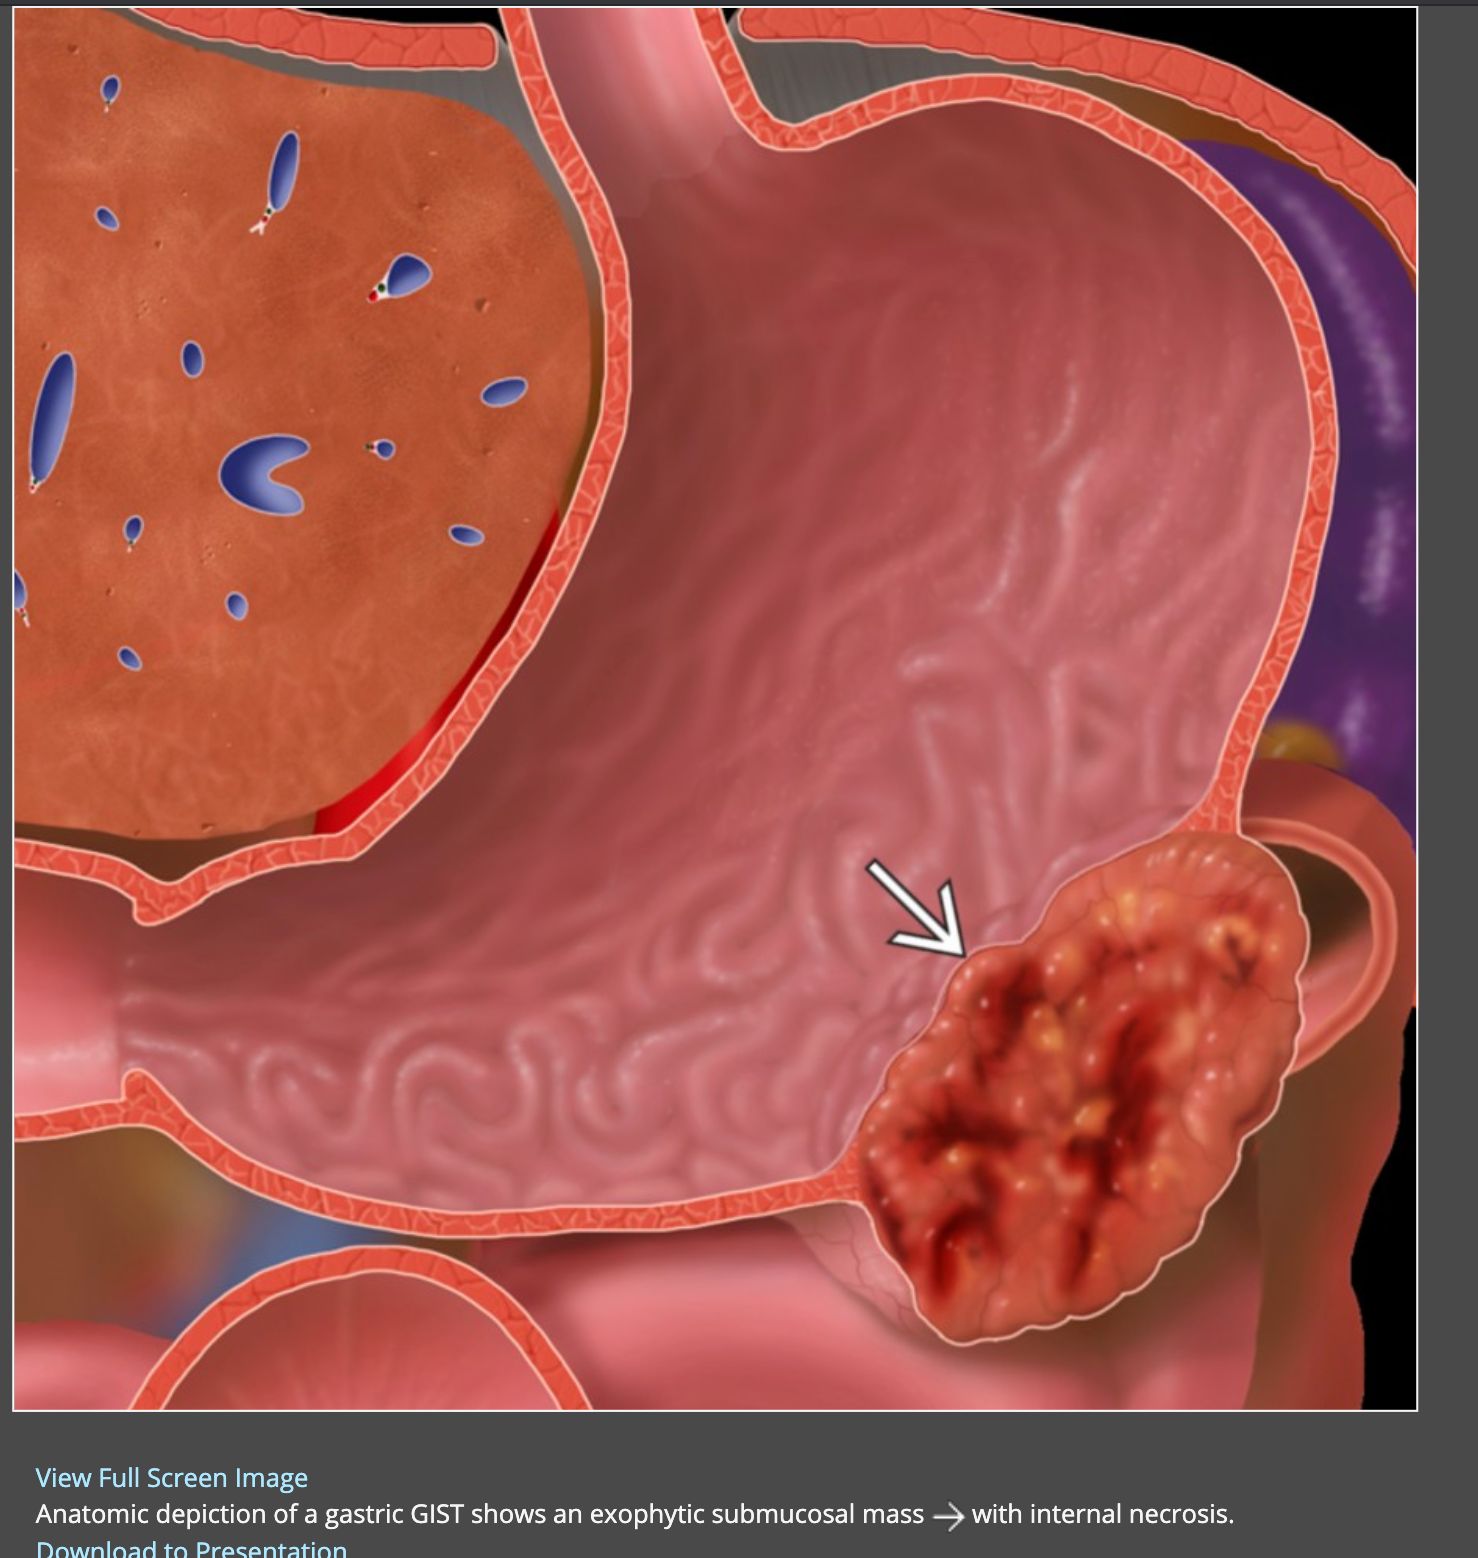 View Full Screen Image
Anatomic depiction of a gastric GIST shows an exophytic submucosal mass → with internal necrosis.
Download to Presentation